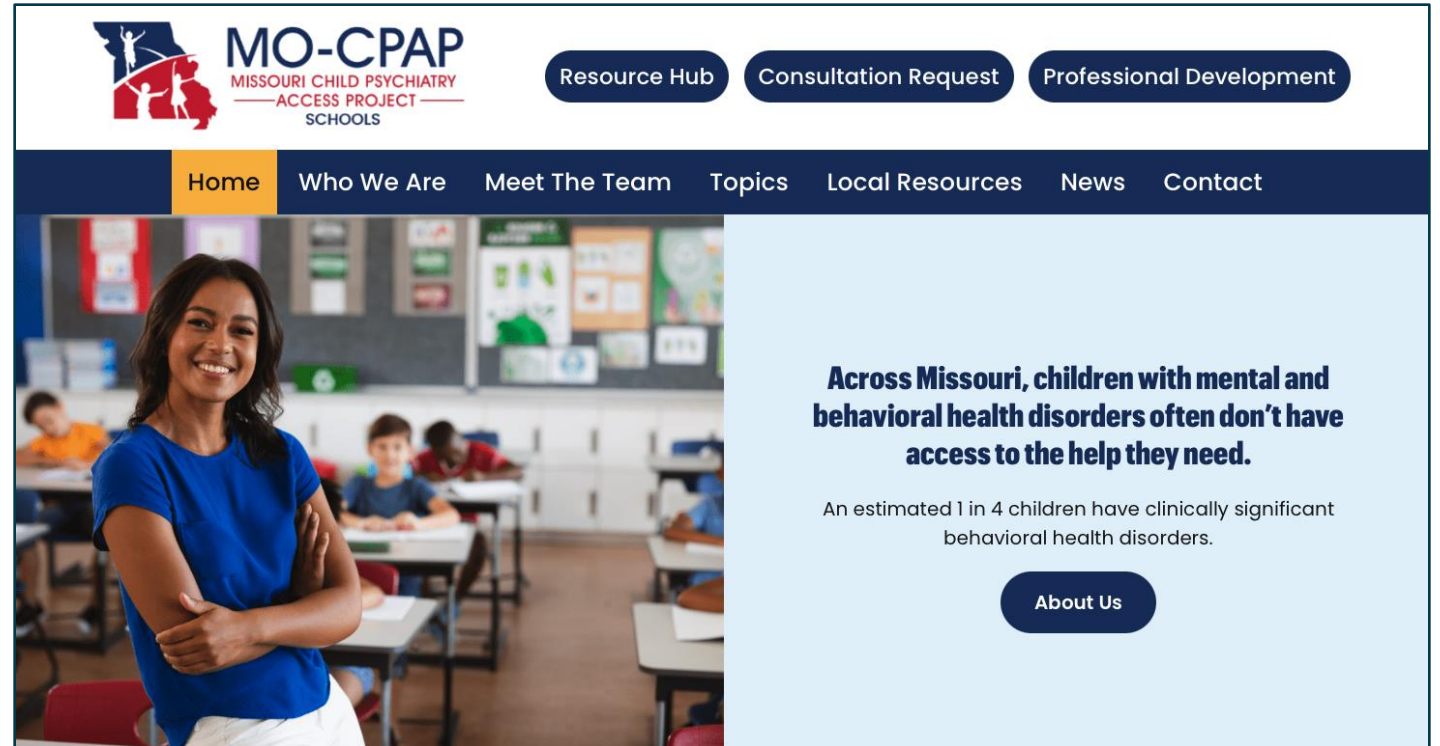 MO-CPAP
MISSOURI CHILD PSYCHIATRY
ACCESS PROJECT
SCHOOLS
Resource Hub
Consultation Request
Professional Development
Home
Who We Are
Meet The Team
Topics
Local Resources
News
Contact
Across Missouri, children with mental and
behavioral health disorders often don't have
access to the help they need.
An estimated 1 in 4 children have clinically significant
behavioral health disorders.
About Us